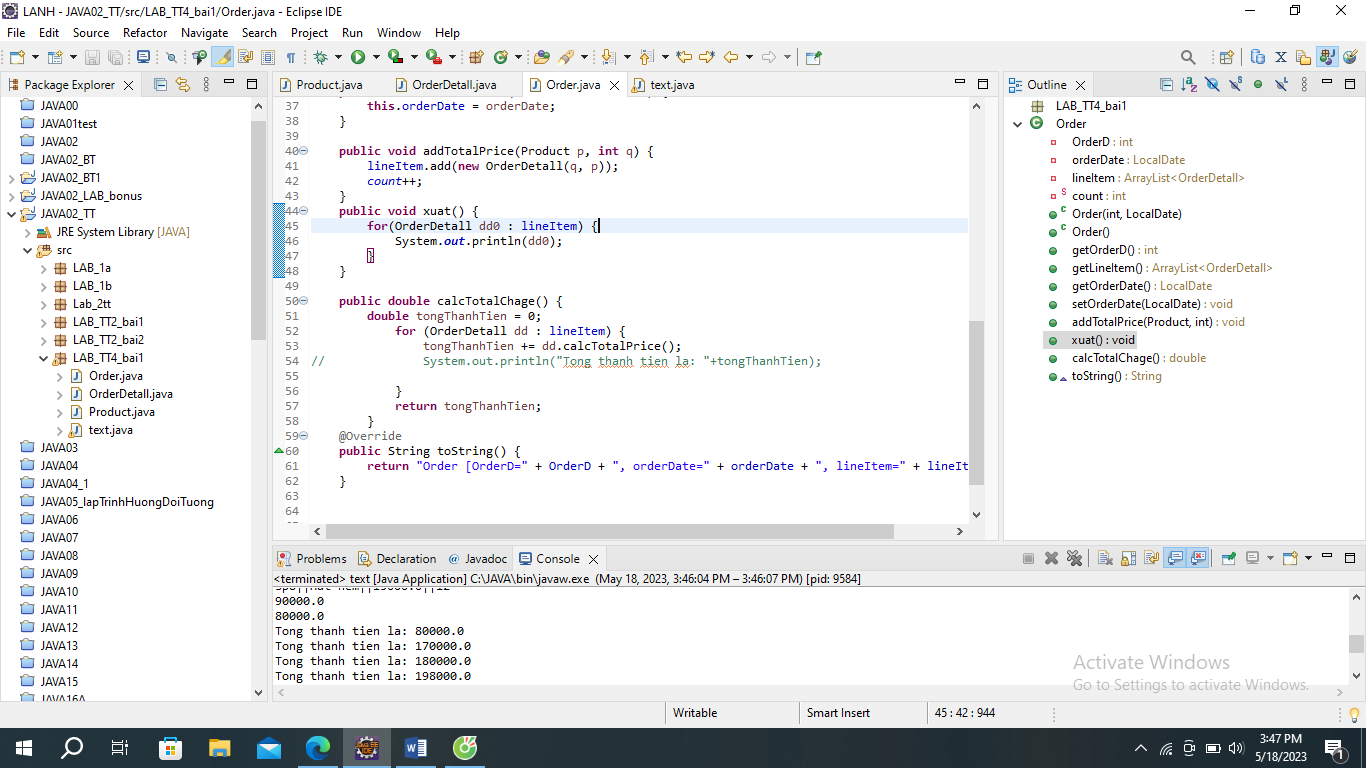 LANH - JAVA02_TT/src/LAB_TT4_bai1/Order.java - Eclipse IDE
File Edit Source Refactor Navigate Search Project Run Window Help
Package Explorer
JAVA00
JAVA01test
JAVA02
JAVA02_BT
JAVA02_BT1
JAVA02_LAB_bonus
JAVA02_TT
JRE System Library [JAVA]
src
LAB_1a
LAB_1b
Lab_2tt
LAB_TT2_bai1
LAB_TT2_bai2
LAB_TT4_bai1
Order.java
OrderDetall.java
Product.java
text.java
JAVA03
JAVA04
JAVA04_1
JAVA05_lapTrinhHuongDoiTuong
JAVA06
JAVA07
JAVA08
JAVA09
JAVA10
JAVA11
JAVA12
JAVA13
JAVA14
JAVA15
JAVA16A
Product.java OrderDetall.java Order.java text.java
37 this.orderDate = orderDate;
38 }
39
40 public void addTotalPrice(Product p, int q) {
41 lineItem.add(new OrderDetall(q, p));
42 count++;
43 }
44 public void xuat() {
45 for(OrderDetall dd0 : lineItem) {
46 System.out.println(dd0);
47 }
48 }
49
50 public double calcTotalChage() {
51 double tongThanhTien = 0;
52 for (OrderDetall dd : lineItem) {
53 tongThanhTien += dd.calcTotalPrice();
54 // System.out.println("Tong thanh tien la: "+tongThanhTien);
55
56 }
57 return tongThanhTien;
58 }
59 @Override
60 public String toString() {
61 return "Order [OrderD=" + OrderD + ", orderDate=" + orderDate + ", lineItem=" + lineIt
62 }
63
64
Outline
LAB_TT4_bai1
Order
OrderD : int
orderDate : LocalDate
lineItem : ArrayList<OrderDetall>
count : int
Order(int, LocalDate)
Order()
getOrderD() : int
getLineItem() : ArrayList<OrderDetall>
getOrderDate() : LocalDate
setOrderDate(LocalDate) : void
addTotalPrice(Product, int) : void
xuat() : void
calcTotalChage() : double
toString() : String
Problems Declaration Javadoc Console
<terminated> text [Java Application] C:\JAVA\bin\javaw.exe (May 18, 2023, 3:46:04 PM – 3:46:07 PM) [pid: 9584]
90000.0
80000.0
Tong thanh tien la: 80000.0
Tong thanh tien la: 170000.0
Tong thanh tien la: 180000.0
Tong thanh tien la: 198000.0
Activate Windows
Go to Settings to activate Windows.
Writable Smart Insert 45 : 42 : 944
3:47 PM
5/18/2023
1